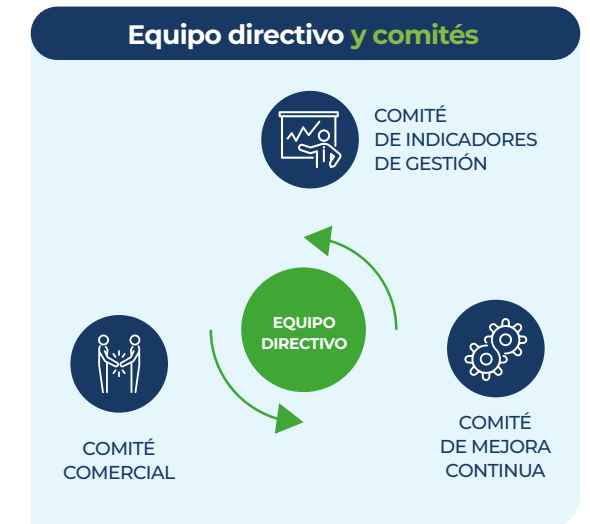 Equipo directivo y comités
COMITÉ
DE INDICADORES
DE GESTIÓN
EQUIPO
DIRECTIVO
COMITÉ
COMERCIAL
COMITÉ
DE MEJORA
CONTINUA